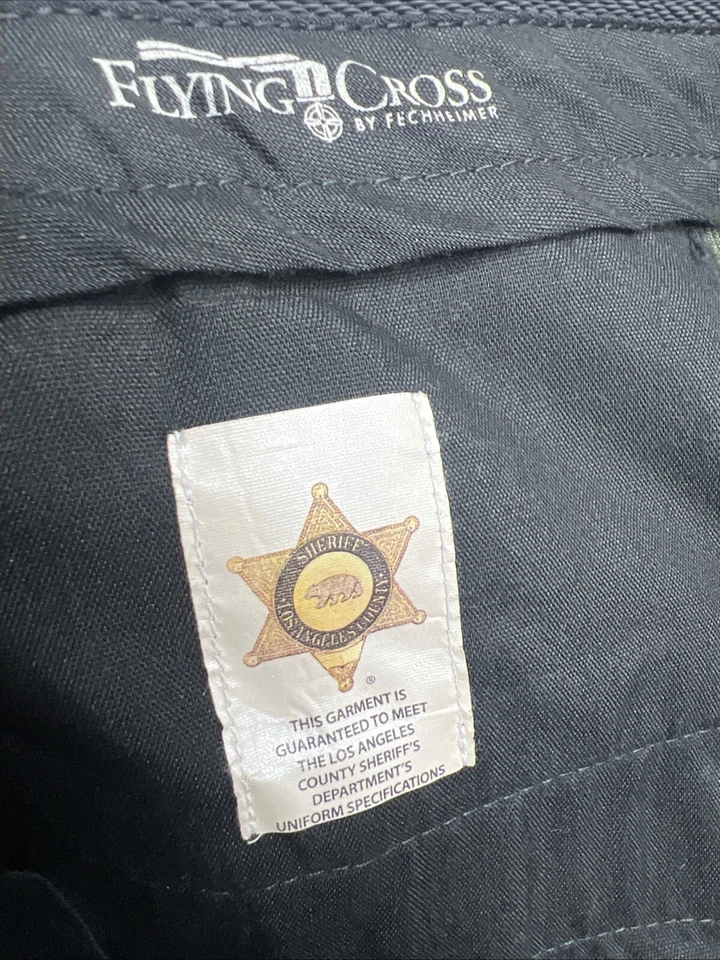 FLYING CROSS
BY FECHHEIMER
SHERIFF
LOS ANGELES COUNTY
®
THIS GARMENT IS
GUARANTEED TO MEET
THE LOS ANGELES
COUNTY SHERIFF'S
DEPARTMENT'S
UNIFORM SPECIFICATIONS